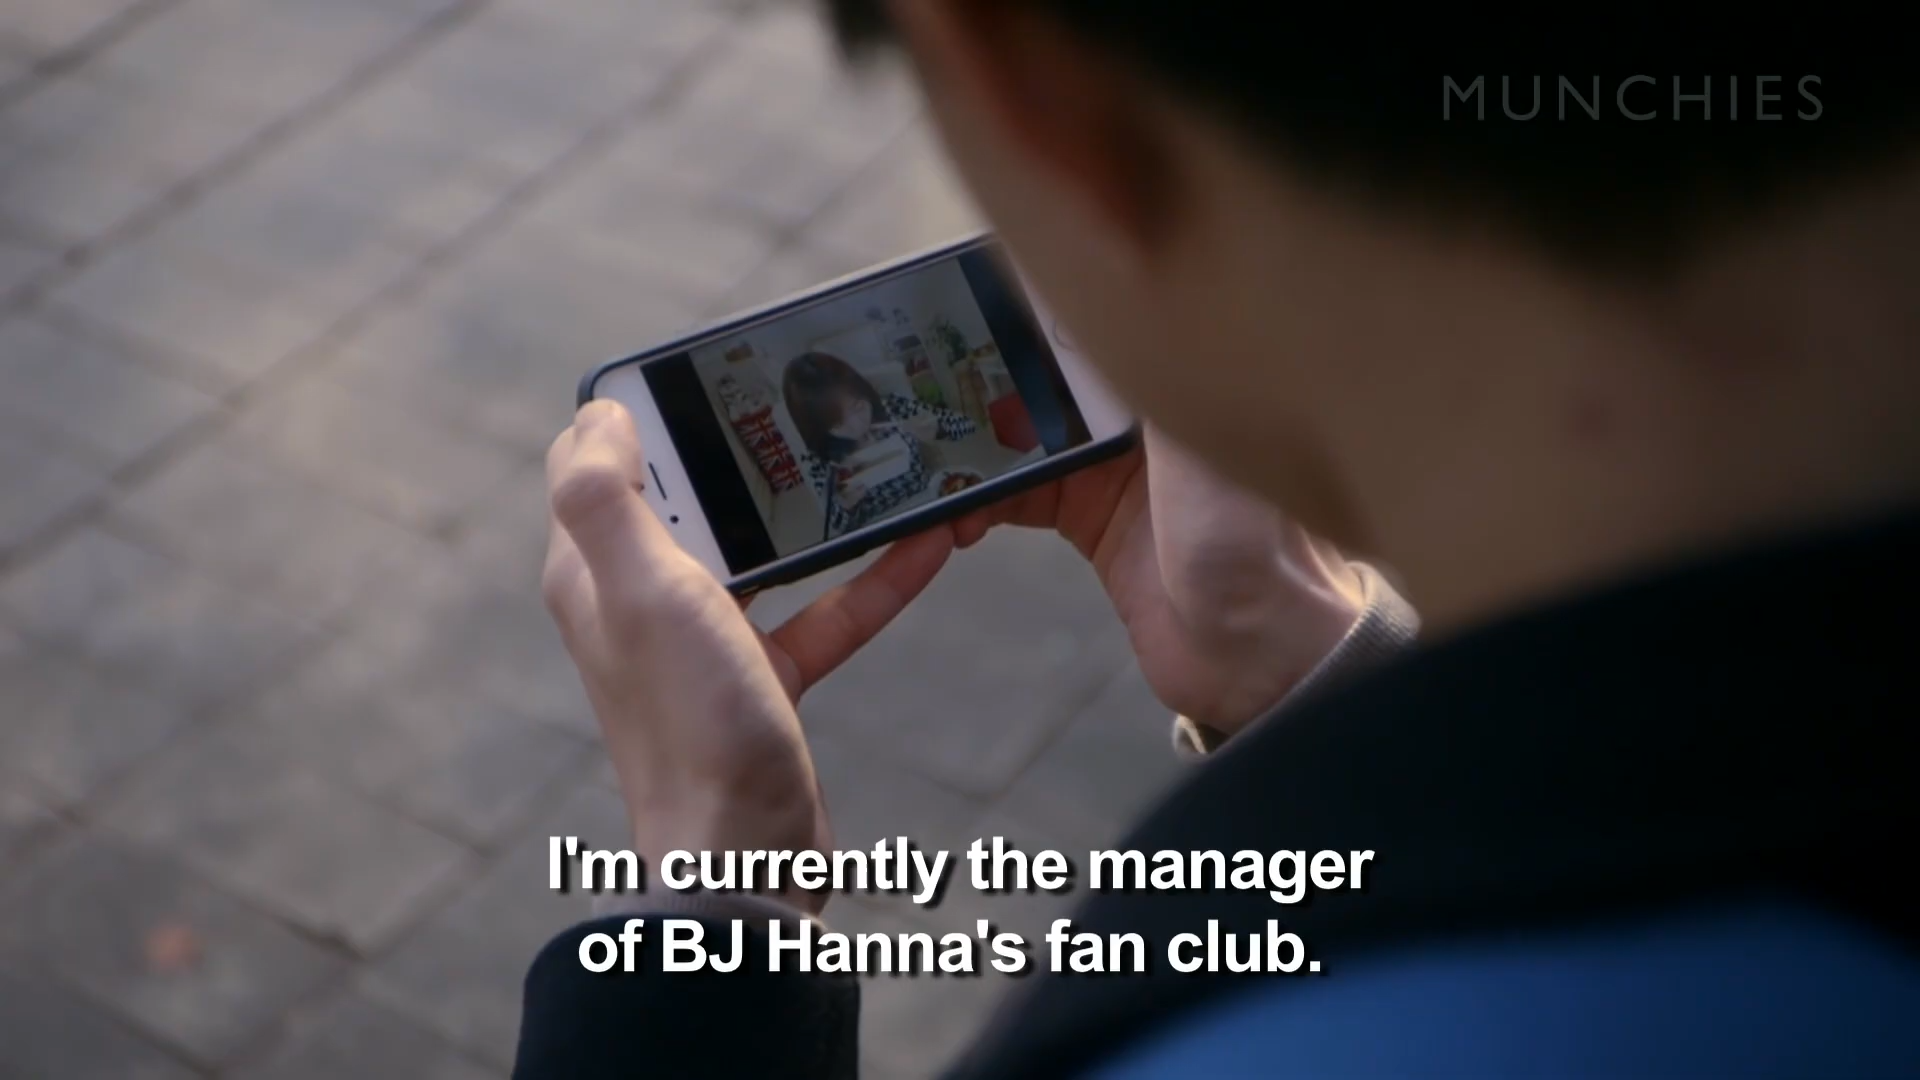 MUNCHIES
I'm currently the manager
of BJ Hanna's fan club.